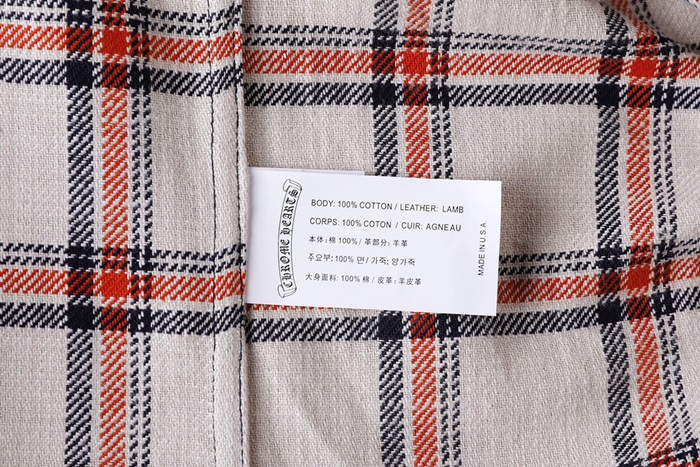 CHROME HEARTS
BODY: 100% COTTON / LEATHER: LAMB
CORPS: 100% COTON / CUIR: AGNEAU
本体: 棉 100% / 革部分: 羊革
주요부: 100% 면 / 가죽: 양가죽
大身面料: 100% 棉 / 皮革: 羊皮革
MADE IN U.S.A.